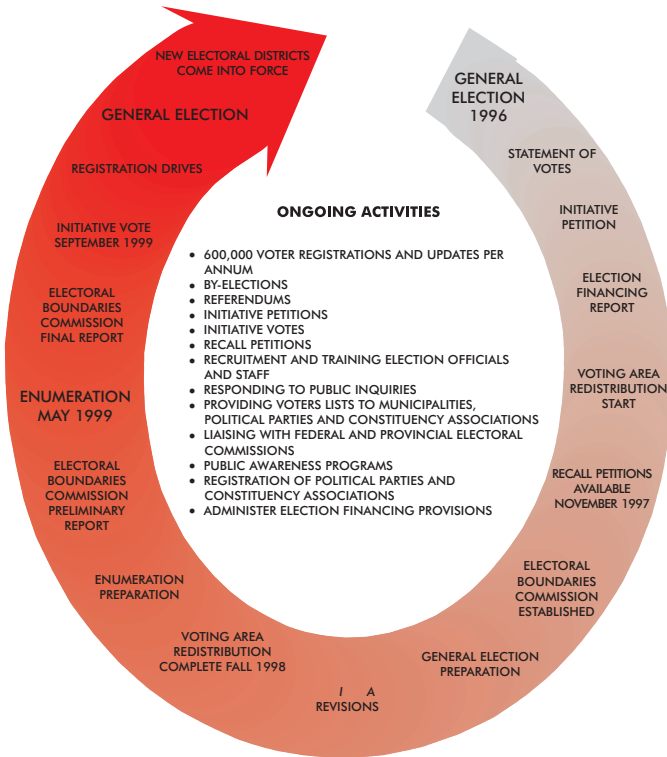 GENERAL
ELECTION
1996
STATEMENT OF
VOTES
INITIATIVE
PETITION
ELECTION
FINANCING
REPORT
VOTING AREA
REDISTRIBUTION
START
RECALL PETITIONS
AVAILABLE
NOVEMBER 1997
ELECTORAL
BOUNDARIES
COMMISSION
ESTABLISHED
GENERAL ELECTION
PREPARATION
I A
REVISIONS
VOTING AREA
REDISTRIBUTION
COMPLETE FALL 1998
ENUMERATION
PREPARATION
ELECTORAL
BOUNDARIES
COMMISSION
PRELIMINARY
REPORT
ENUMERATION
MAY 1999
ELECTORAL
BOUNDARIES
COMMISSION
FINAL REPORT
INITIATIVE VOTE
SEPTEMBER 1999
REGISTRATION DRIVES
GENERAL ELECTION
NEW ELECTORAL DISTRICTS
COME INTO FORCE
ONGOING ACTIVITIES
• 600,000 VOTER REGISTRATIONS AND UPDATES PER
ANNUM
• BY-ELECTIONS
• REFERENDUMS
• INITIATIVE PETITIONS
• INITIATIVE VOTES
• RECALL PETITIONS
• RECRUITMENT AND TRAINING ELECTION OFFICIALS
AND STAFF
• RESPONDING TO PUBLIC INQUIRIES
• PROVIDING VOTERS LISTS TO MUNICIPALITIES,
POLITICAL PARTIES AND CONSTITUENCY ASSOCIATIONS
• LIAISING WITH FEDERAL AND PROVINCIAL ELECTORAL
COMMISSIONS
• PUBLIC AWARENESS PROGRAMS
• REGISTRATION OF POLITICAL PARTIES AND
CONSTITUENCY ASSOCIATIONS
• ADMINISTER ELECTION FINANCING PROVISIONS